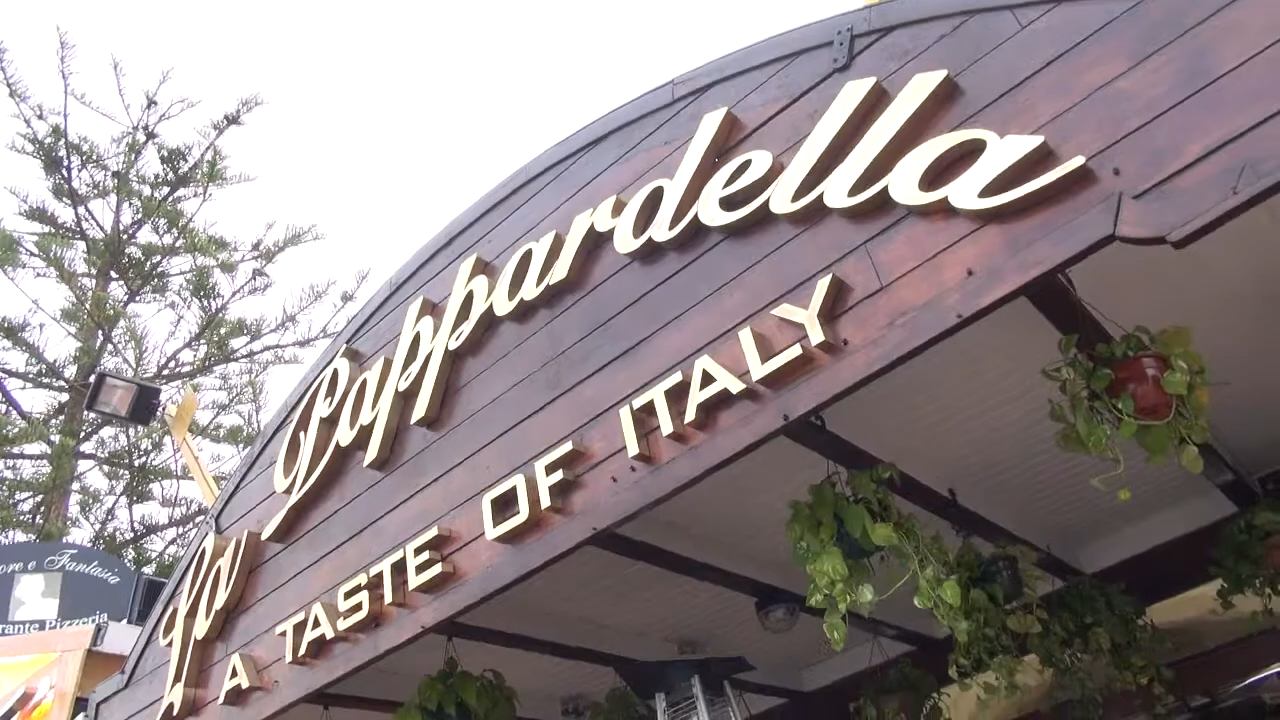 La Pappardella
A TASTE OF ITALY
ore e Fantasia
rante Pizzeria